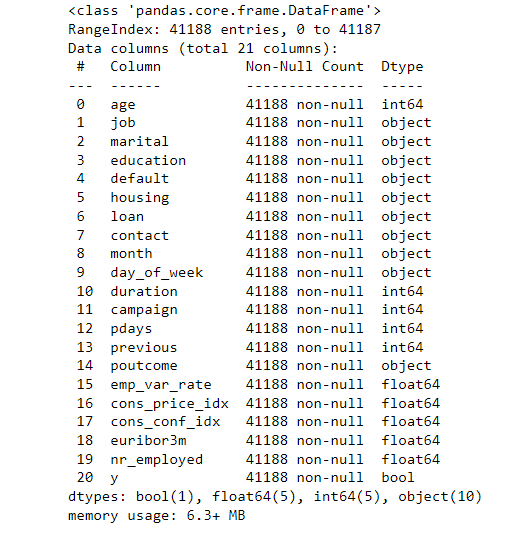 <class 'pandas.core.frame.DataFrame'>
RangeIndex: 41188 entries, 0 to 41187
Data columns (total 21 columns):
 #   Column          Non-Null Count  Dtype
---  ------          --------------  -----
 0   age             41188 non-null  int64
 1   job             41188 non-null  object
 2   marital         41188 non-null  object
 3   education       41188 non-null  object
 4   default         41188 non-null  object
 5   housing         41188 non-null  object
 6   loan            41188 non-null  object
 7   contact         41188 non-null  object
 8   month           41188 non-null  object
 9   day_of_week     41188 non-null  object
 10  duration        41188 non-null  int64
 11  campaign        41188 non-null  int64
 12  pdays           41188 non-null  int64
 13  previous        41188 non-null  int64
 14  poutcome        41188 non-null  object
 15  emp_var_rate    41188 non-null  float64
 16  cons_price_idx  41188 non-null  float64
 17  cons_conf_idx   41188 non-null  float64
 18  euribor3m       41188 non-null  float64
 19  nr_employed     41188 non-null  float64
 20  y               41188 non-null  bool
dtypes: bool(1), float64(5), int64(5), object(10)
memory usage: 6.3+ MB